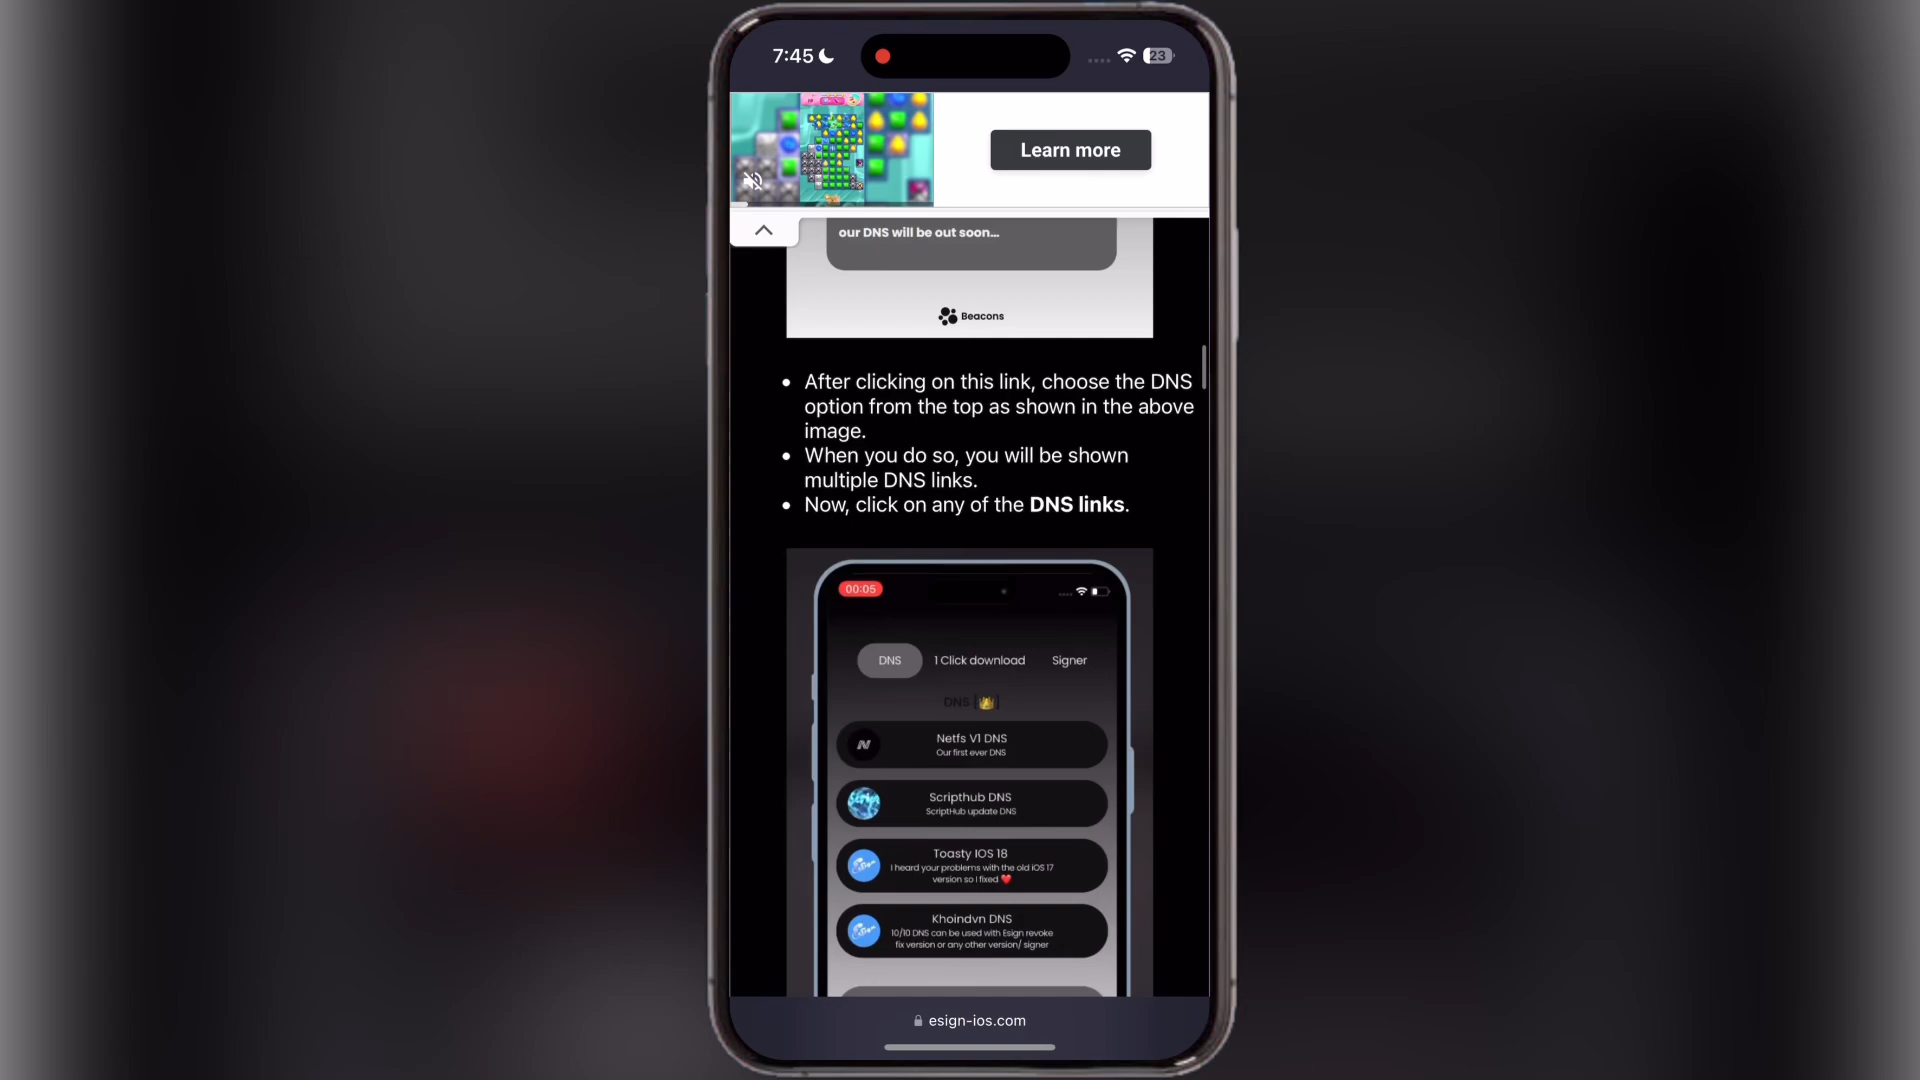 7:45
23
Learn more
our DNS will be out soon...
Beacons
After clicking on this link, choose the DNS
option from the top as shown in the above
image.
When you do so, you will be shown
multiple DNS links.
Now, click on any of the DNS links.
00:05
DNS 1 Click download Signer
DNS [👑]
N
Netfs V1 DNS
Our first ever DNS
Script
Scripthub DNS
ScriptHub update DNS
Toasty IOS 18
I heard your problems with the old iOS 17
version so I fixed ❤️
Khoindvn DNS
10/10 DNS can be used with Esign revoke
fix version or any other version/ signer
esign-ios.com